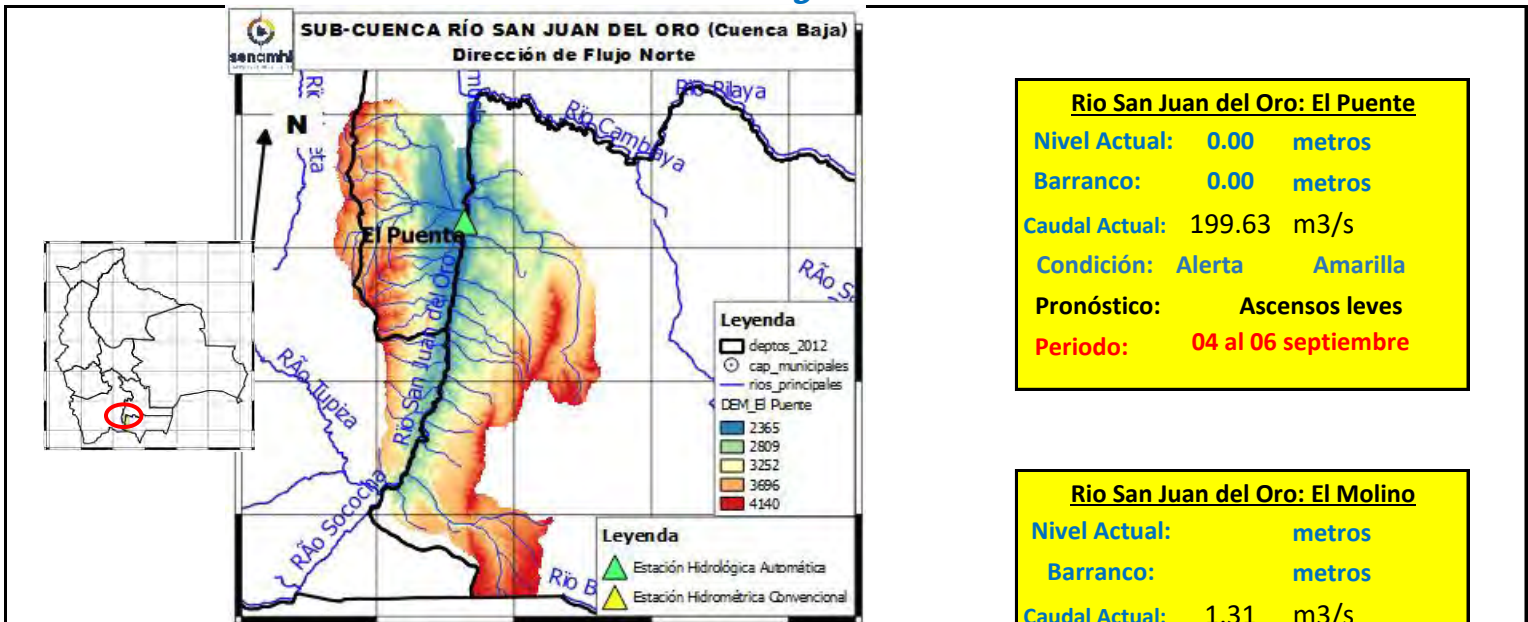 SUB-CUENCA RÍO SAN JUAN DEL ORO (Cuenca Baja)
Dirección de Flujo Norte
senamhi
N
Río Pilaya
Río Camblaya
El Puente
Río San Juan del Oro
RÃo Tupiza
RÃo Sococha
RÃo S
Río B
Leyenda
deptos_2012
cap_municipales
rios_principales
DEM_El Puente
2365
2809
3252
3696
4140
Leyenda
Estación Hidrológica Automática
Estación Hidrométrica Convencional
Rio San Juan del Oro: El Puente
Nivel Actual: 0.00 metros
Barranco: 0.00 metros
Caudal Actual: 199.63 m3/s
Condición: Alerta Amarilla
Pronóstico: Ascensos leves
Periodo: 04 al 06 septiembre
Rio San Juan del Oro: El Molino
Nivel Actual: metros
Barranco: metros
Caudal Actual: 1.31 m3/s